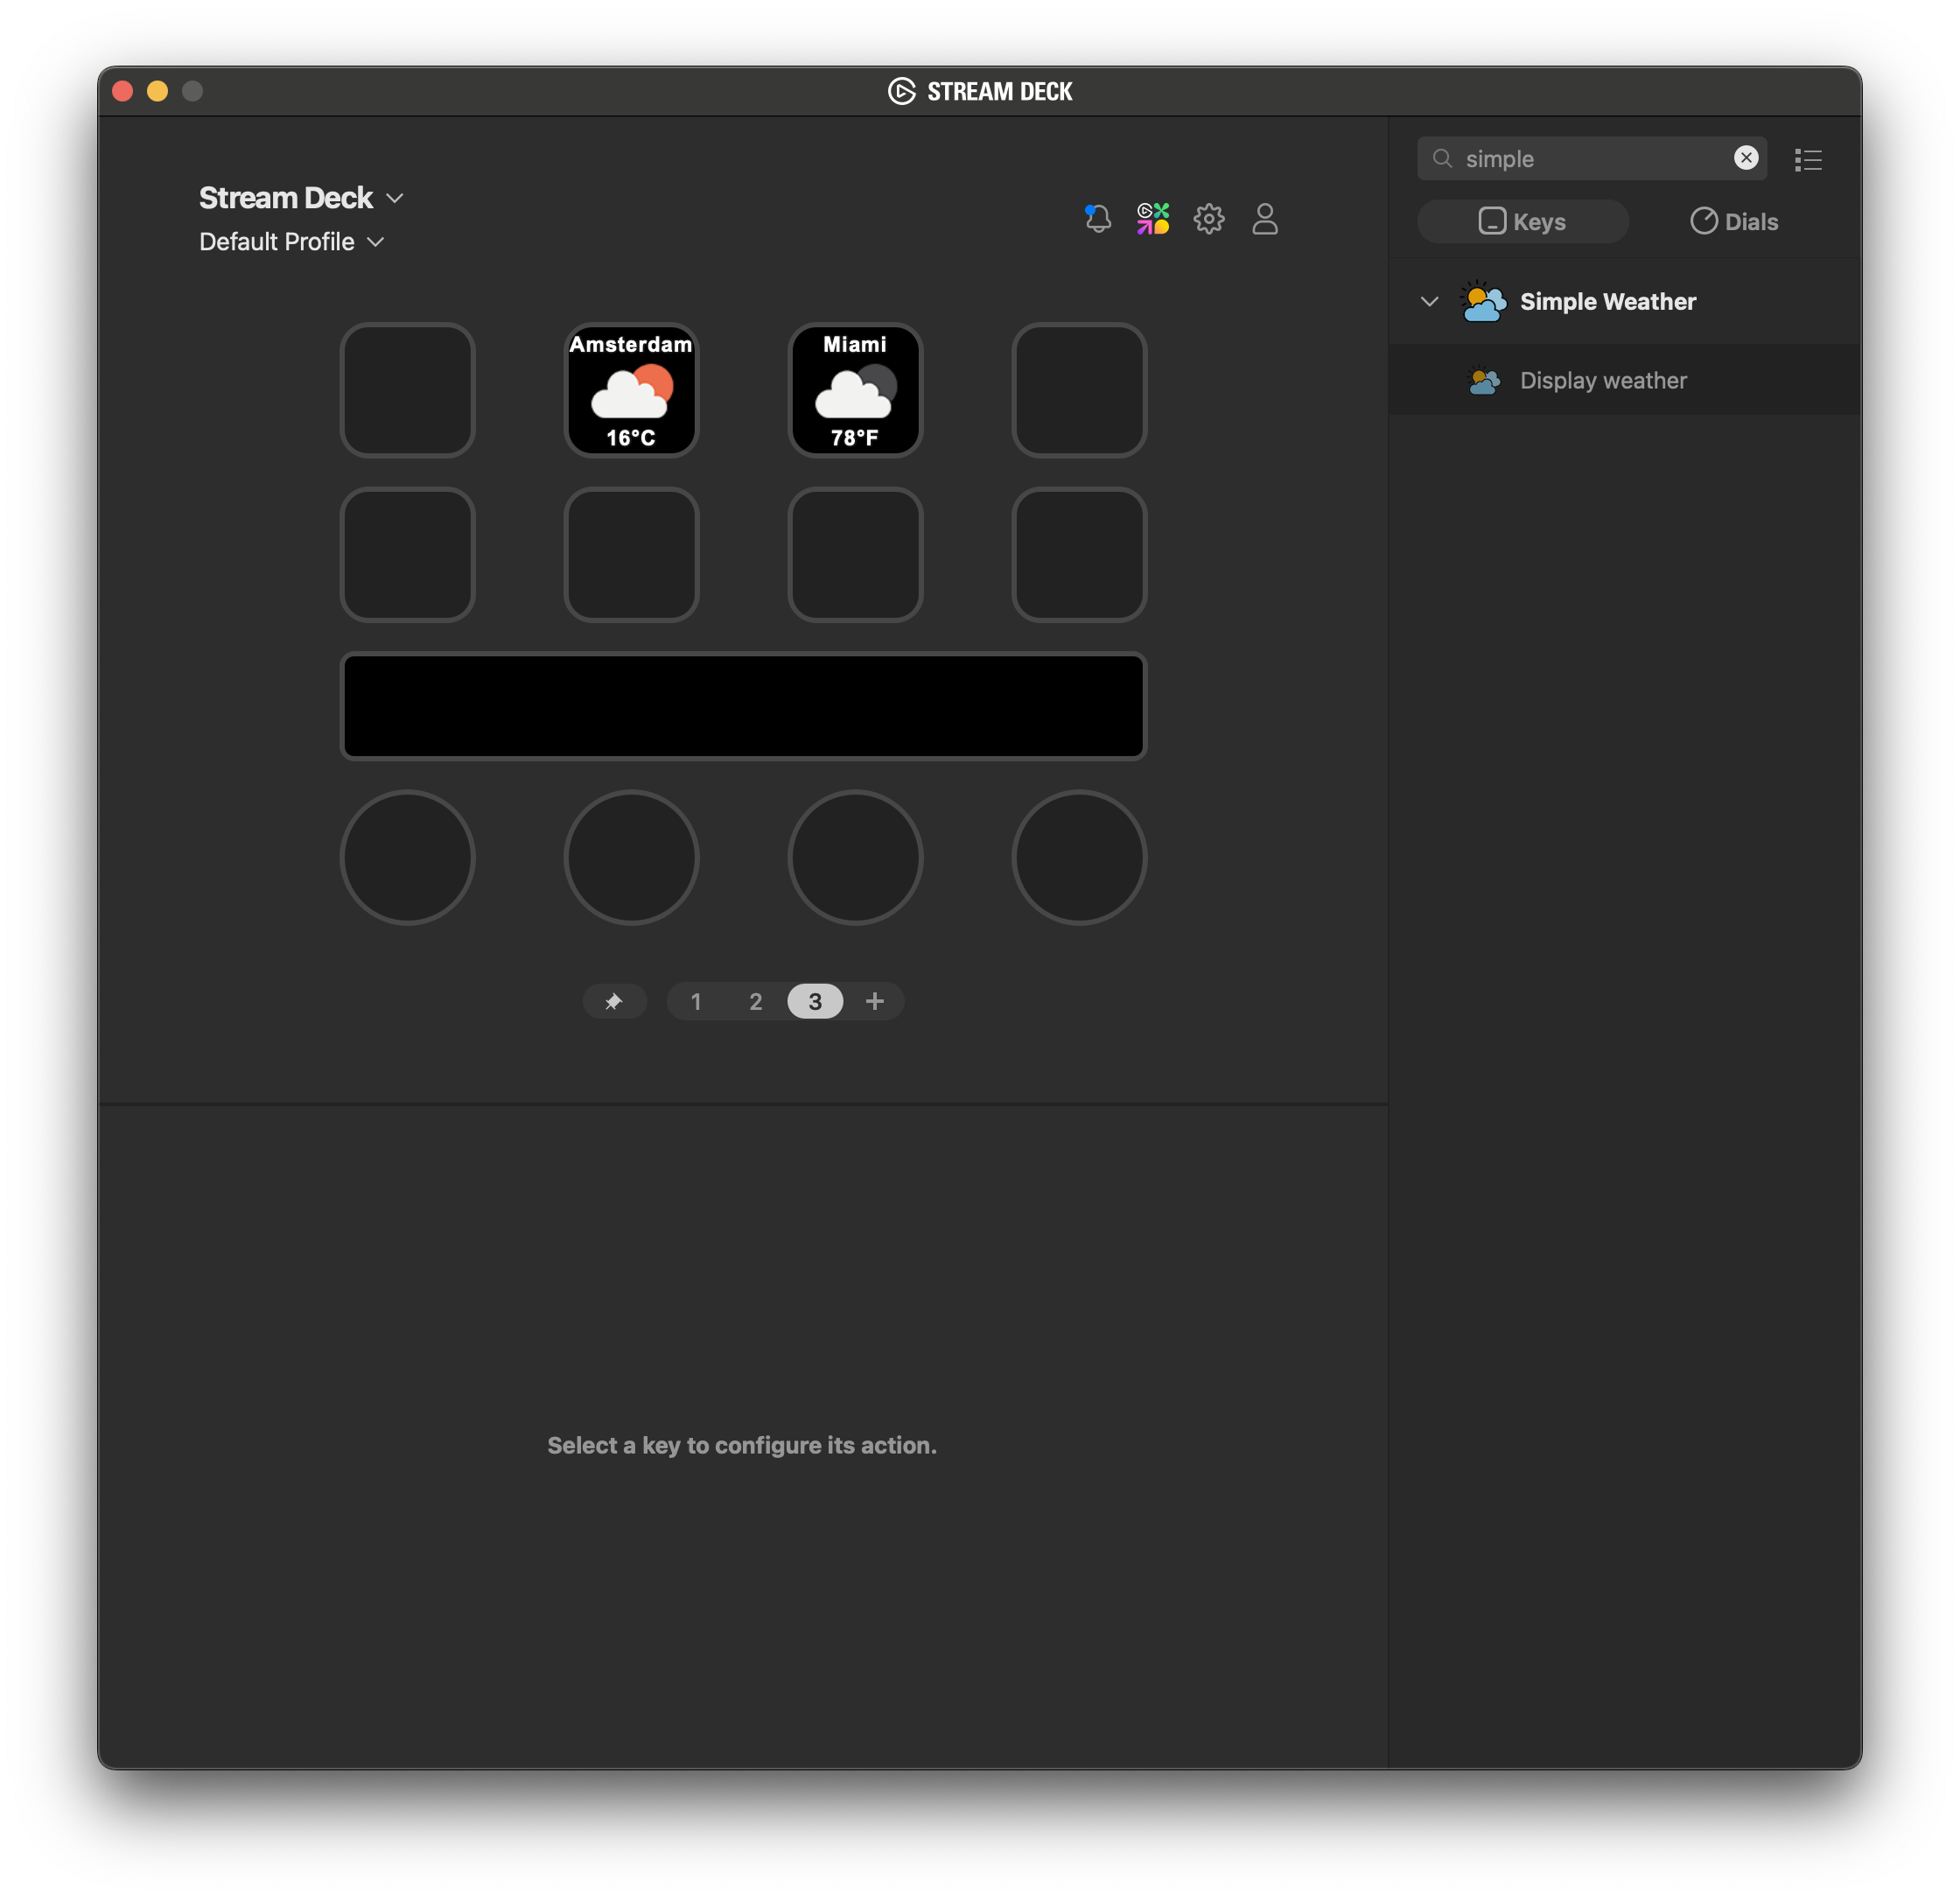 STREAM DECK
Stream Deck
Default Profile
simple
Keys
Dials
Simple Weather
Display weather
Amsterdam
16°C
Miami
78°F
1
2
3
+
Select a key to configure its action.